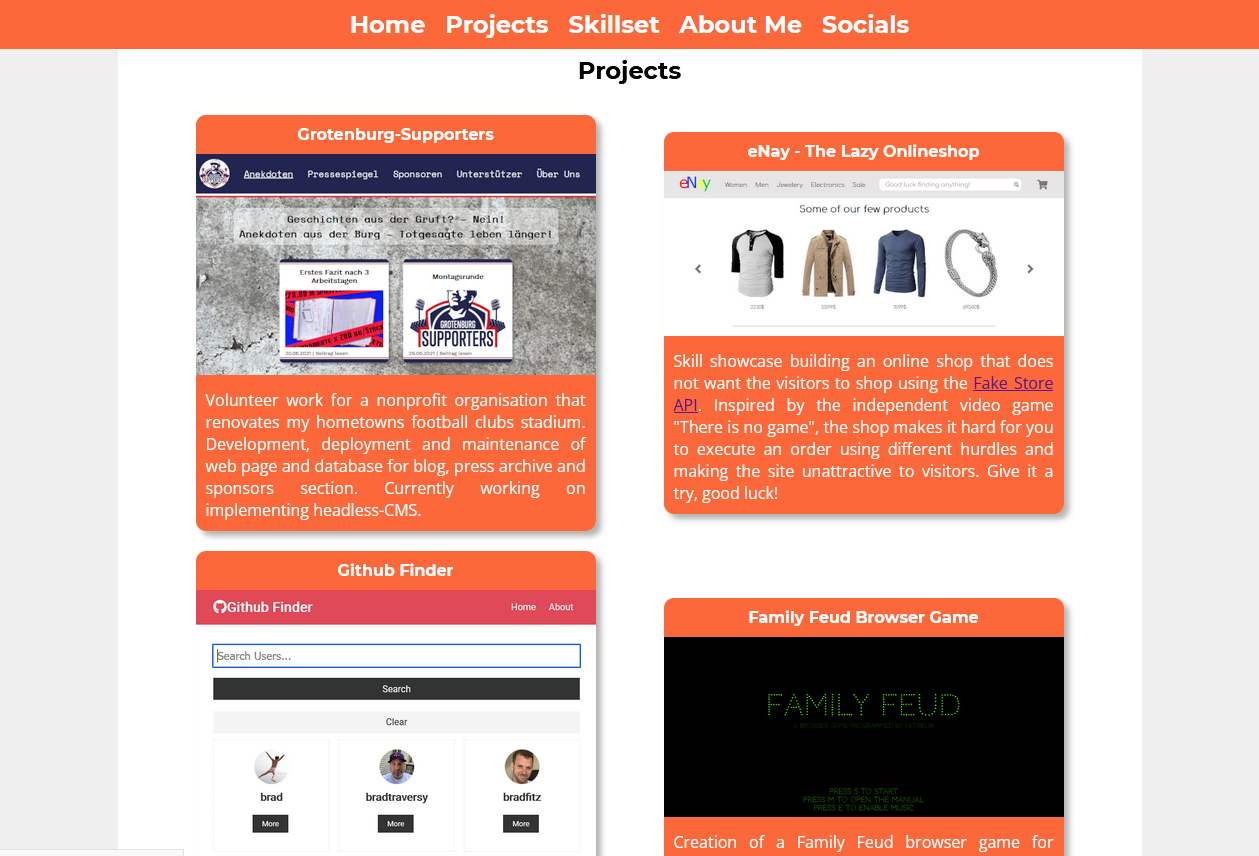 Home Projects Skillset About Me Socials
Projects
Grotenburg-Supporters
Anekdoten Pressespiegel Sponsoren Unterstützer Über Uns
Geschichten aus der Gruft? – Nein!
Anekdoten aus der Burg – Totgesagte leben länger!
Erstes Fazit nach 3
Arbeitstagen
30.06.2021 | Beitrag lesen
Montagsrunde
GROTENBURG
SUPPORTERS
29.06.2021 | Beitrag lesen
Volunteer work for a nonprofit organisation that
renovates my hometowns football clubs stadium.
Development, deployment and maintenance of
web page and database for blog, press archive and
sponsors section. Currently working on
implementing headless-CMS.
eNay - The Lazy Onlineshop
eNay Women Men Jewelery Electronics Sale Good luck finding anything!
Some of our few products
Skill showcase building an online shop that does
not want the visitors to shop using the Fake Store
API. Inspired by the independent video game
"There is no game", the shop makes it hard for you
to execute an order using different hurdles and
making the site unattractive to visitors. Give it a
try, good luck!
Github Finder
Github Finder Home About
Search Users...
Search
Clear
brad bradtraversy bradfitz
More More More
Family Feud Browser Game
FAMILY FEUD
A BROWSER GAME PROGRAMMED BY
PRESS S TO START
PRESS M TO OPEN THE MANUAL
PRESS E TO ENABLE MUSIC
Creation of a Family Feud browser game for